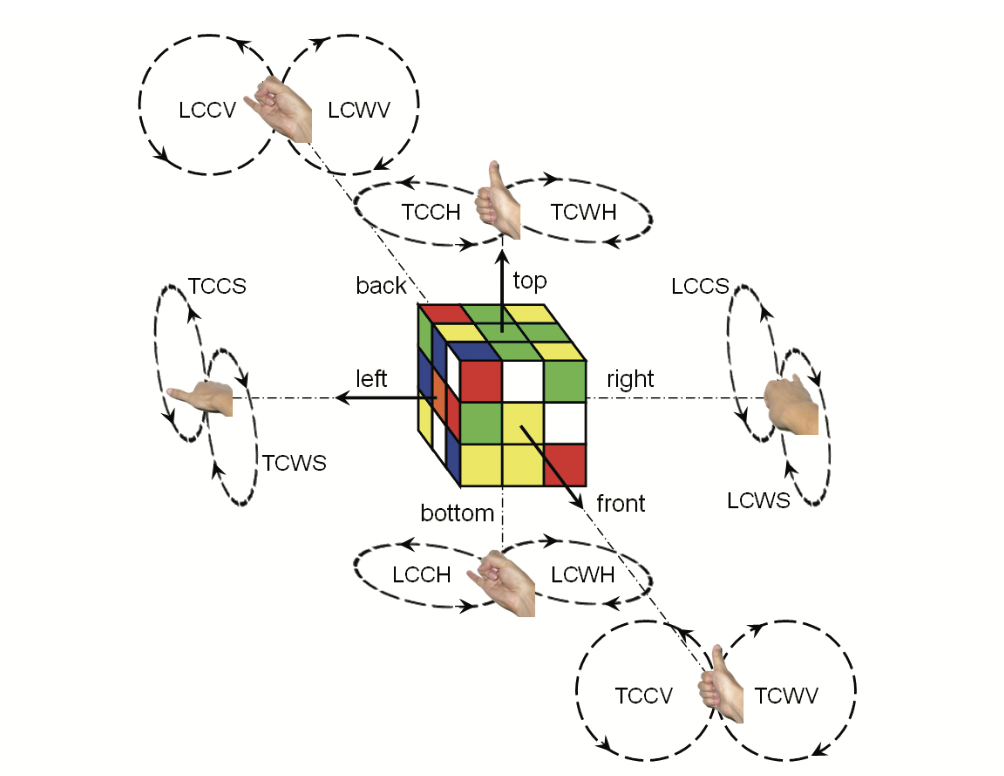 LCCV
LCWV
TCCH
TCWH
back
top
TCCS
LCCS
left
right
TCWS
LCWS
bottom
front
LCCH
LCWH
TCCV
TCWV